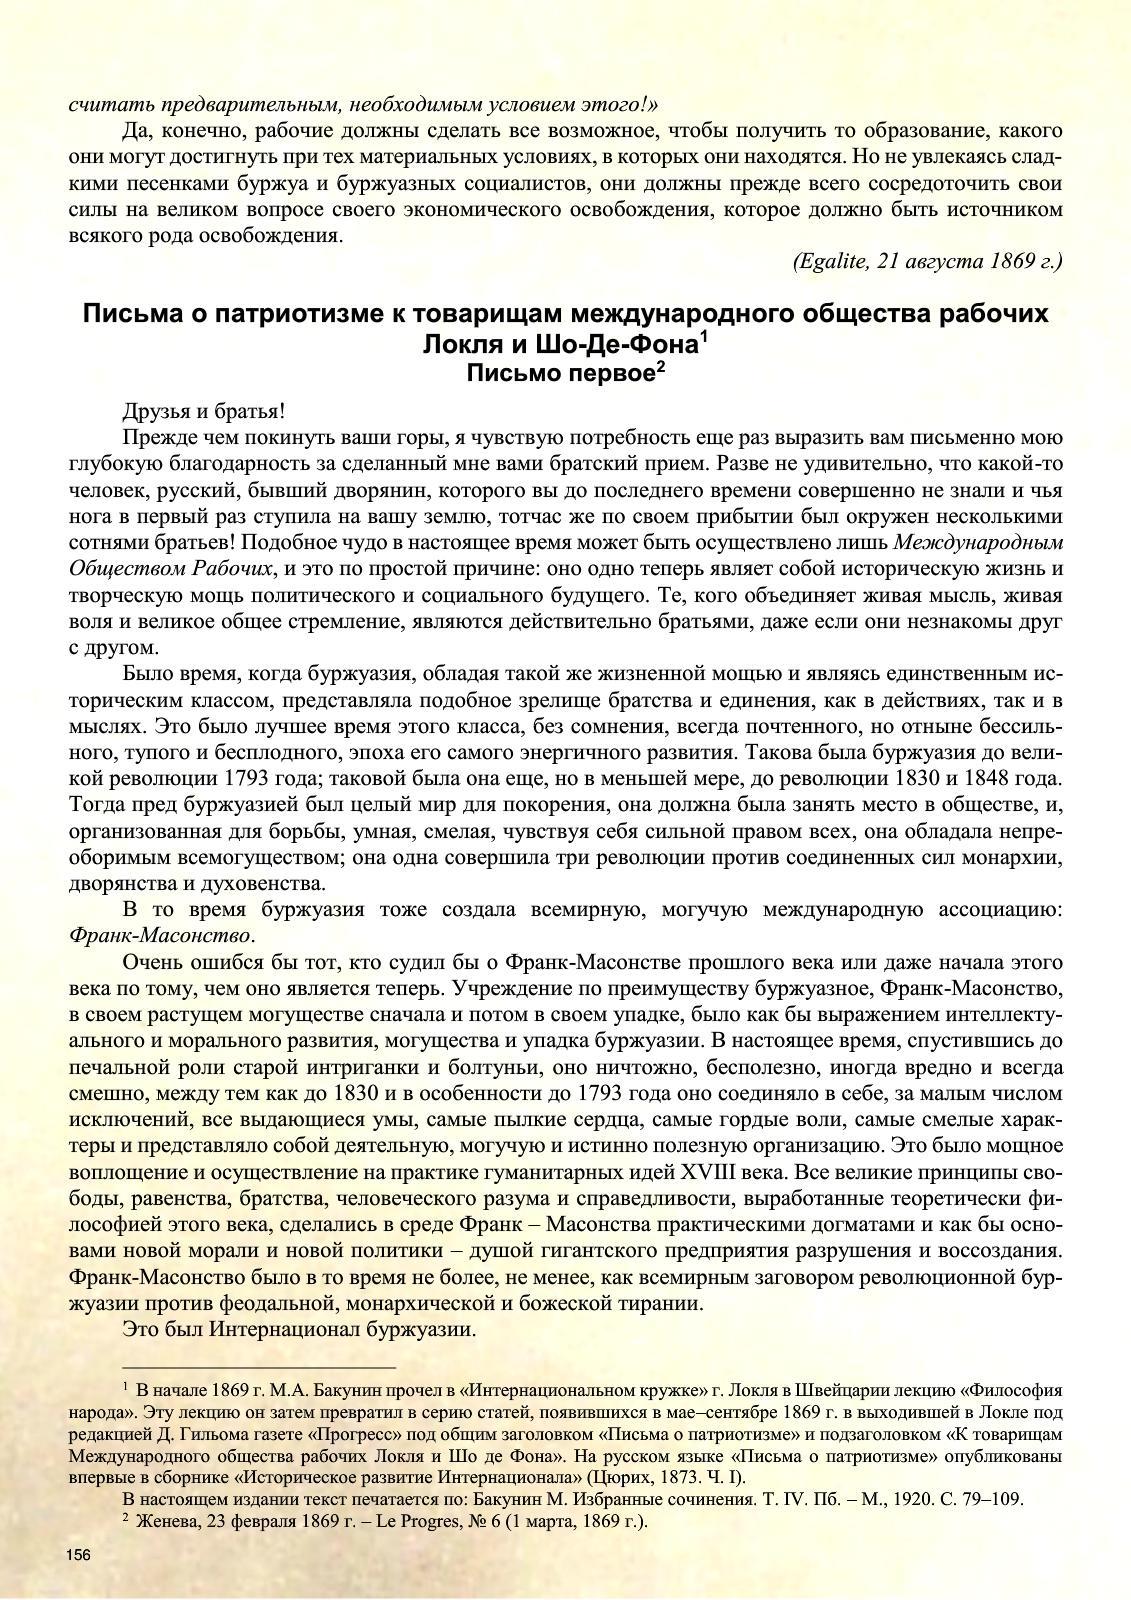 считать предварительным, необходимым условием этого!»
Да, конечно, рабочие должны сделать все возможное, чтобы получить то образование, какого
они могут достигнуть при тех материальных условиях, в которых они находятся. Но не увлекаясь слад-
кими песенками буржуа и буржуазных социалистов, они должны прежде всего сосредоточить свои
силы на великом вопросе своего экономического освобождения, которое должно быть источником
всякого рода освобождения.
(Egalite, 21 августа 1869 г.)
Письма о патриотизме к товарищам международного общества рабочих
Локля и Шо-Де-Фона¹
Письмо первое²
Друзья и братья!
Прежде чем покинуть ваши горы, я чувствую потребность еще раз выразить вам письменно мою
глубокую благодарность за сделанный мне вами братский прием. Разве не удивительно, что какой-то
человек, русский, бывший дворянин, которого вы до последнего времени совершенно не знали и чья
нога в первый раз ступила на вашу землю, тотчас же по своем прибытии был окружен несколькими
сотнями братьев! Подобное чудо в настоящее время может быть осуществлено лишь Международным
Обществом Рабочих, и это по простой причине: оно одно теперь являет собой историческую жизнь и
творческую мощь политического и социального будущего. Те, кого объединяет живая мысль, живая
воля и великое общее стремление, являются действительно братьями, даже если они незнакомы друг
с другом.
Было время, когда буржуазия, обладая такой же жизненной мощью и являясь единственным ис-
торическим классом, представляла подобное зрелище братства и единения, как в действиях, так и в
мыслях. Это было лучшее время этого класса, без сомнения, всегда почтенного, но отныне бессиль-
ного, тупого и бесплодного, эпоха его самого энергичного развития. Такова была буржуазия до вели-
кой революции 1793 года; таковой была она еще, но в меньшей мере, до революции 1830 и 1848 года.
Тогда пред буржуазией был целый мир для покорения, она должна была занять место в обществе, и,
организованная для борьбы, умная, смелая, чувствуя себя сильной правом всех, она обладала непре-
оборимым всемогуществом; она одна совершила три революции против соединенных сил монархии,
дворянства и духовенства.
В то время буржуазия тоже создала всемирную, могучую международную ассоциацию:
Франк-Масонство.
Очень ошибся бы тот, кто судил бы о Франк-Масонстве прошлого века или даже начала этого
века по тому, чем оно является теперь. Учреждение по преимуществу буржуазное, Франк-Масонство,
в своем растущем могуществе сначала и потом в своем упадке, было как бы выражением интеллекту-
ального и морального развития, могущества и упадка буржуазии. В настоящее время, спустившись до
печальной роли старой интриганки и болтуньи, оно ничтожно, бесполезно, иногда вредно и всегда
смешно, между тем как до 1830 и в особенности до 1793 года оно соединяло в себе, за малым числом
исключений, все выдающиеся умы, самые пылкие сердца, самые гордые воли, самые смелые харак-
теры и представляло собой деятельную, могучую и истинно полезную организацию. Это было мощное
воплощение и осуществление на практике гуманитарных идей XVIII века. Все великие принципы сво-
боды, равенства, братства, человеческого разума и справедливости, выработанные теоретически фи-
лософией этого века, сделались в среде Франк – Масонства практическими догматами и как бы осно-
вами новой морали и новой политики – душой гигантского предприятия разрушения и воссоздания.
Франк-Масонство было в то время не более, не менее, как всемирным заговором революционной бур-
жуазии против феодальной, монархической и божеской тирании.
Это был Интернационал буржуазии.
¹ В начале 1869 г. М.А. Бакунин прочел в «Интернациональном кружке» г. Локля в Швейцарии лекцию «Философия
народа». Эту лекцию он затем превратил в серию статей, появившихся в мае–сентябре 1869 г. в выходившей в Локле под
редакцией Д. Гильома газете «Прогресс» под общим заголовком «Письма о патриотизме» и подзаголовком «К товарищам
Международного общества рабочих Локля и Шо де Фона». На русском языке «Письма о патриотизме» опубликованы
впервые в сборнике «Историческое развитие Интернационала» (Цюрих, 1873. Ч. I).
В настоящем издании текст печатается по: Бакунин М. Избранные сочинения. Т. IV. Пб. – М., 1920. С. 79–109.
² Женева, 23 февраля 1869 г. – Le Progres, № 6 (1 марта, 1869 г.).
156